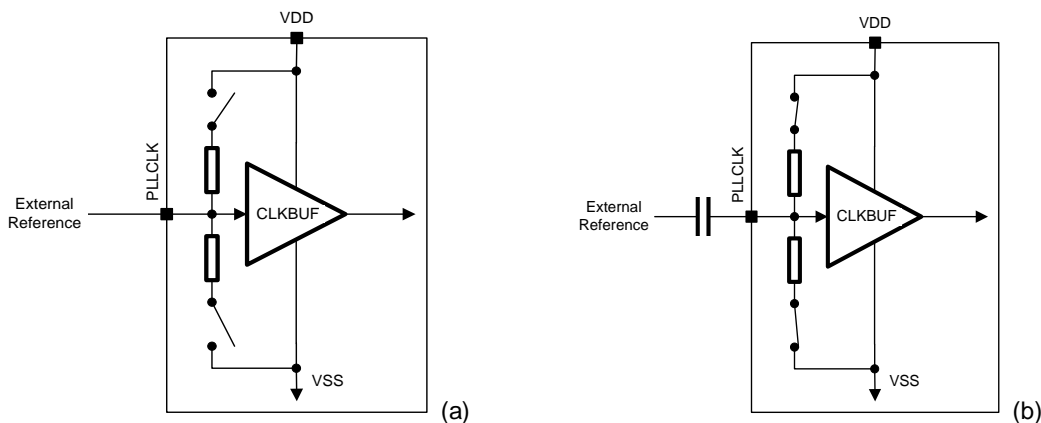 VDD
PLLCLK
External
Reference
CLKBUF
VSS
(a)
VDD
PLLCLK
External
Reference
CLKBUF
VSS
(b)